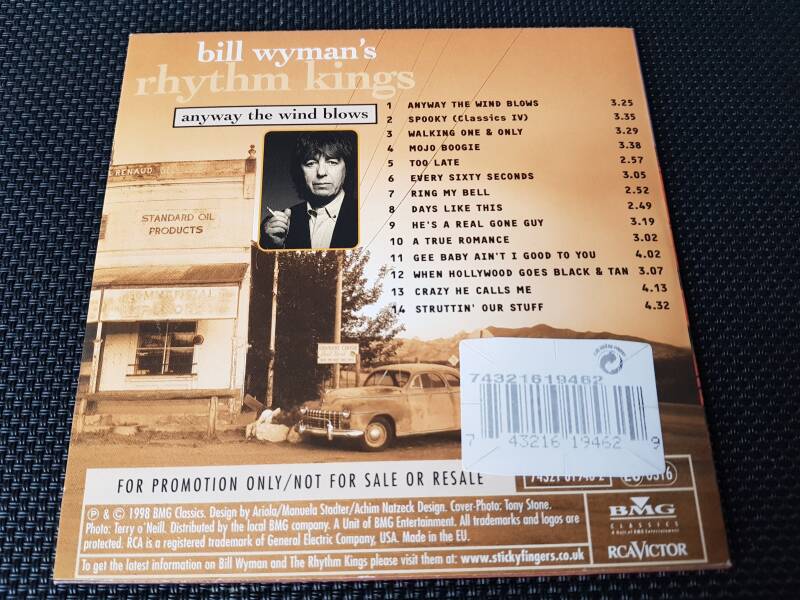 bill wyman's
rhythm kings
anyway the wind blows
1 ANYWAY THE WIND BLOWS 3.25
2 SPOOKY (Classics IV) 3.35
3 WALKING ONE & ONLY 3.29
4 MOJO BOOGIE 3.38
5 TOO LATE 2.57
6 EVERY SIXTY SECONDS 3.05
7 RING MY BELL 2.52
8 DAYS LIKE THIS 2.49
9 HE'S A REAL GONE GUY 3.19
10 A TRUE ROMANCE 3.02
11 GEE BABY AIN'T I GOOD TO YOU 4.02
12 WHEN HOLLYWOOD GOES BLACK & TAN 3.07
13 CRAZY HE CALLS ME 4.13
14 STRUTTIN' OUR STUFF 4.32
RENAUD
STANDARD OIL
PRODUCTS
COMMERCIAL
74321619462
7 43216 19462 9
FOR PROMOTION ONLY/NOT FOR SALE OR RESALE
℗ & © 1998 BMG Classics. Design by Ariola/Manuela Stadter/Achim Natzeck Design. Cover-Photo: Tony Stone.
Photo: Terry o'Neill. Distributed by the local BMG company. A Unit of BMG Entertainment. All trademarks and logos are
protected. RCA is a registered trademark of General Electric Company, USA. Made in the EU.
To get the latest information on Bill Wyman and The Rhythm Kings please visit them at: www.stickyfingers.co.uk
BMG
CLASSICS
A Unit of BMG Entertainment
RCA VICTOR